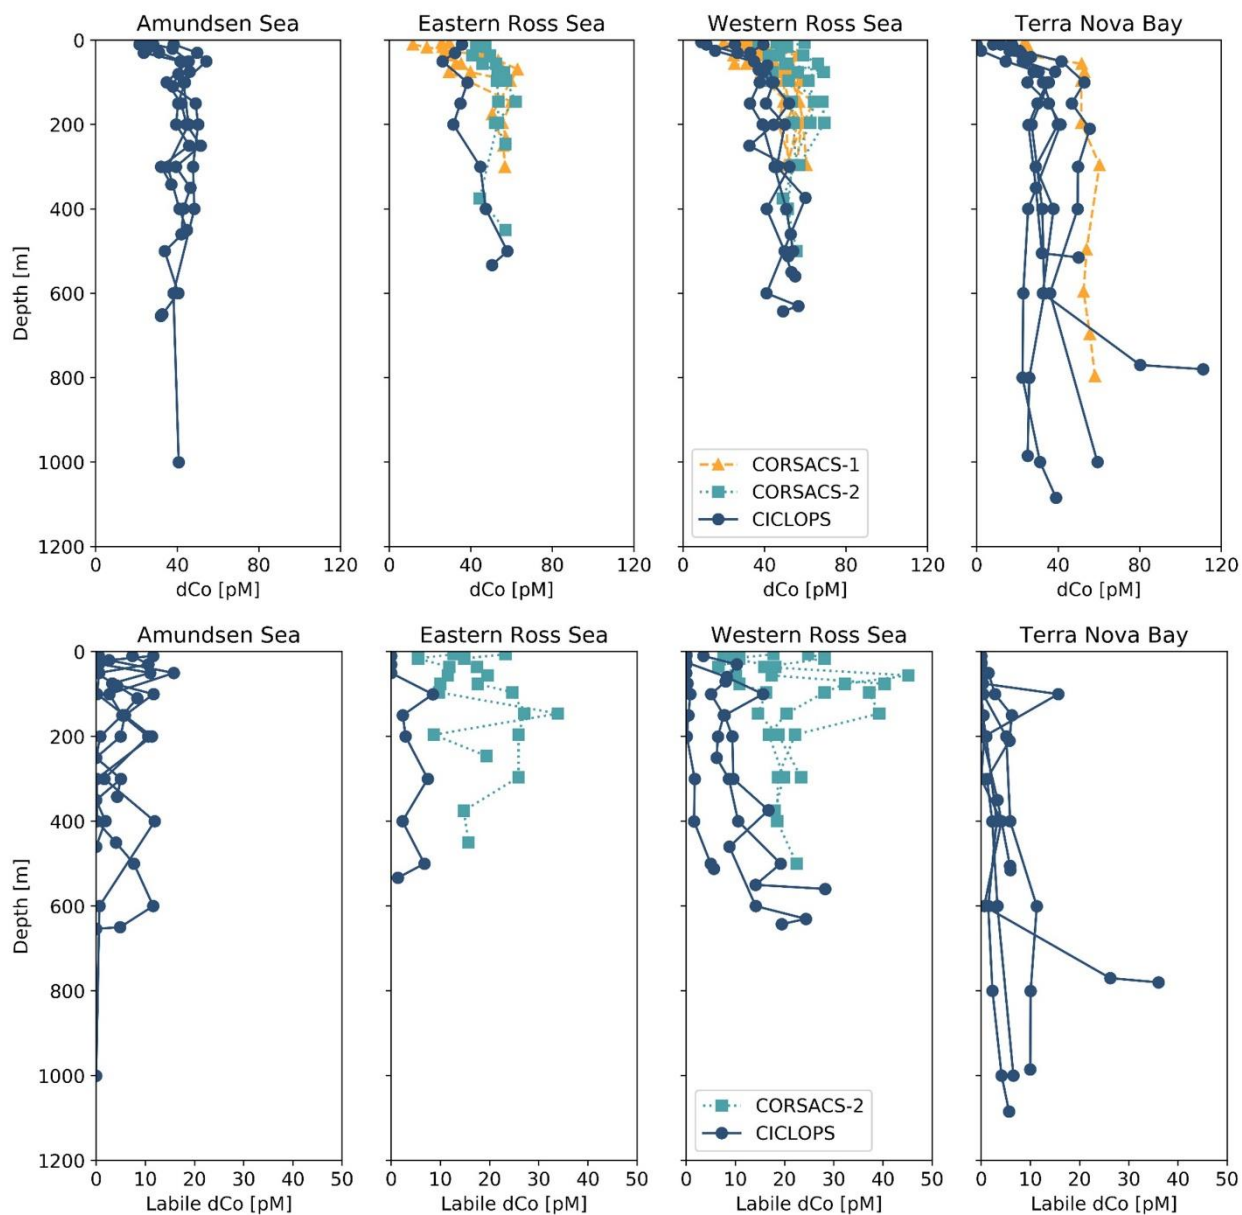 Amundsen Sea Eastern Ross Sea Western Ross Sea Terra Nova Bay
0
200
400
600
800
1000
1200
Depth [m]
CORSACS-1
CORSACS-2
CICLOPS
0 40 80 120 0 40 80 120 0 40 80 120 0 40 80 120
dCo [pM] dCo [pM] dCo [pM] dCo [pM]
Amundsen Sea Eastern Ross Sea Western Ross Sea Terra Nova Bay
0
200
400
600
800
1000
1200
Depth [m]
CORSACS-2
CICLOPS
0 10 20 30 40 50 0 10 20 30 40 50 0 10 20 30 40 50 0 10 20 30 40 50
Labile dCo [pM] Labile dCo [pM] Labile dCo [pM] Labile dCo [pM]